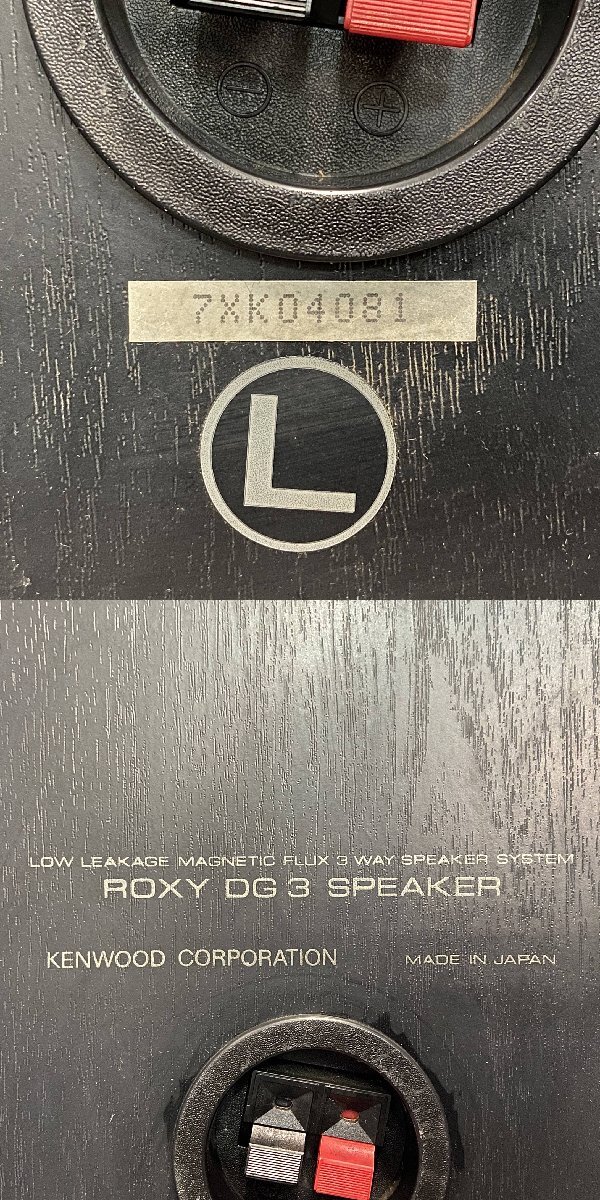 − +
7XK04081
L
LOW LEAKAGE MAGNETIC FLUX 3 WAY SPEAKER SYSTEM
ROXY DG 3 SPEAKER
KENWOOD CORPORATION MADE IN JAPAN